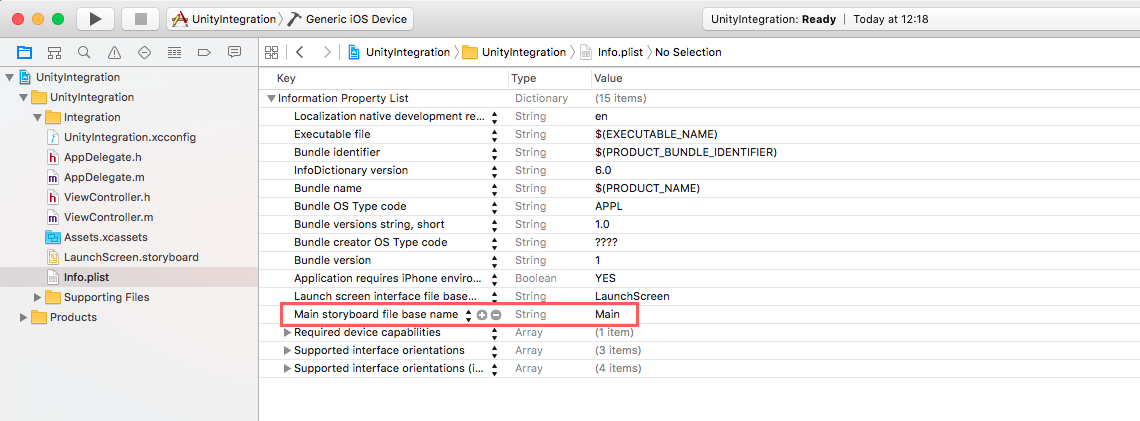 UnityIntegration Generic iOS Device UnityIntegration: Ready | Today at 12:18
UnityIntegration UnityIntegration Info.plist No Selection
Key Type Value
UnityIntegration
UnityIntegration
Integration
UnityIntegration.xcconfig
AppDelegate.h
AppDelegate.m
ViewController.h
ViewController.m
Assets.xcassets
LaunchScreen.storyboard
Info.plist
Supporting Files
Products
Information Property List Dictionary (15 items)
Localization native development re... String en
Executable file String $(EXECUTABLE_NAME)
Bundle identifier String $(PRODUCT_BUNDLE_IDENTIFIER)
InfoDictionary version String 6.0
Bundle name String $(PRODUCT_NAME)
Bundle OS Type code String APPL
Bundle versions string, short String 1.0
Bundle creator OS Type code String ????
Bundle version String 1
Application requires iPhone enviro... Boolean YES
Launch screen interface file base... String LaunchScreen
Main storyboard file base name String Main
Required device capabilities Array (1 item)
Supported interface orientations Array (3 items)
Supported interface orientations (i... Array (4 items)